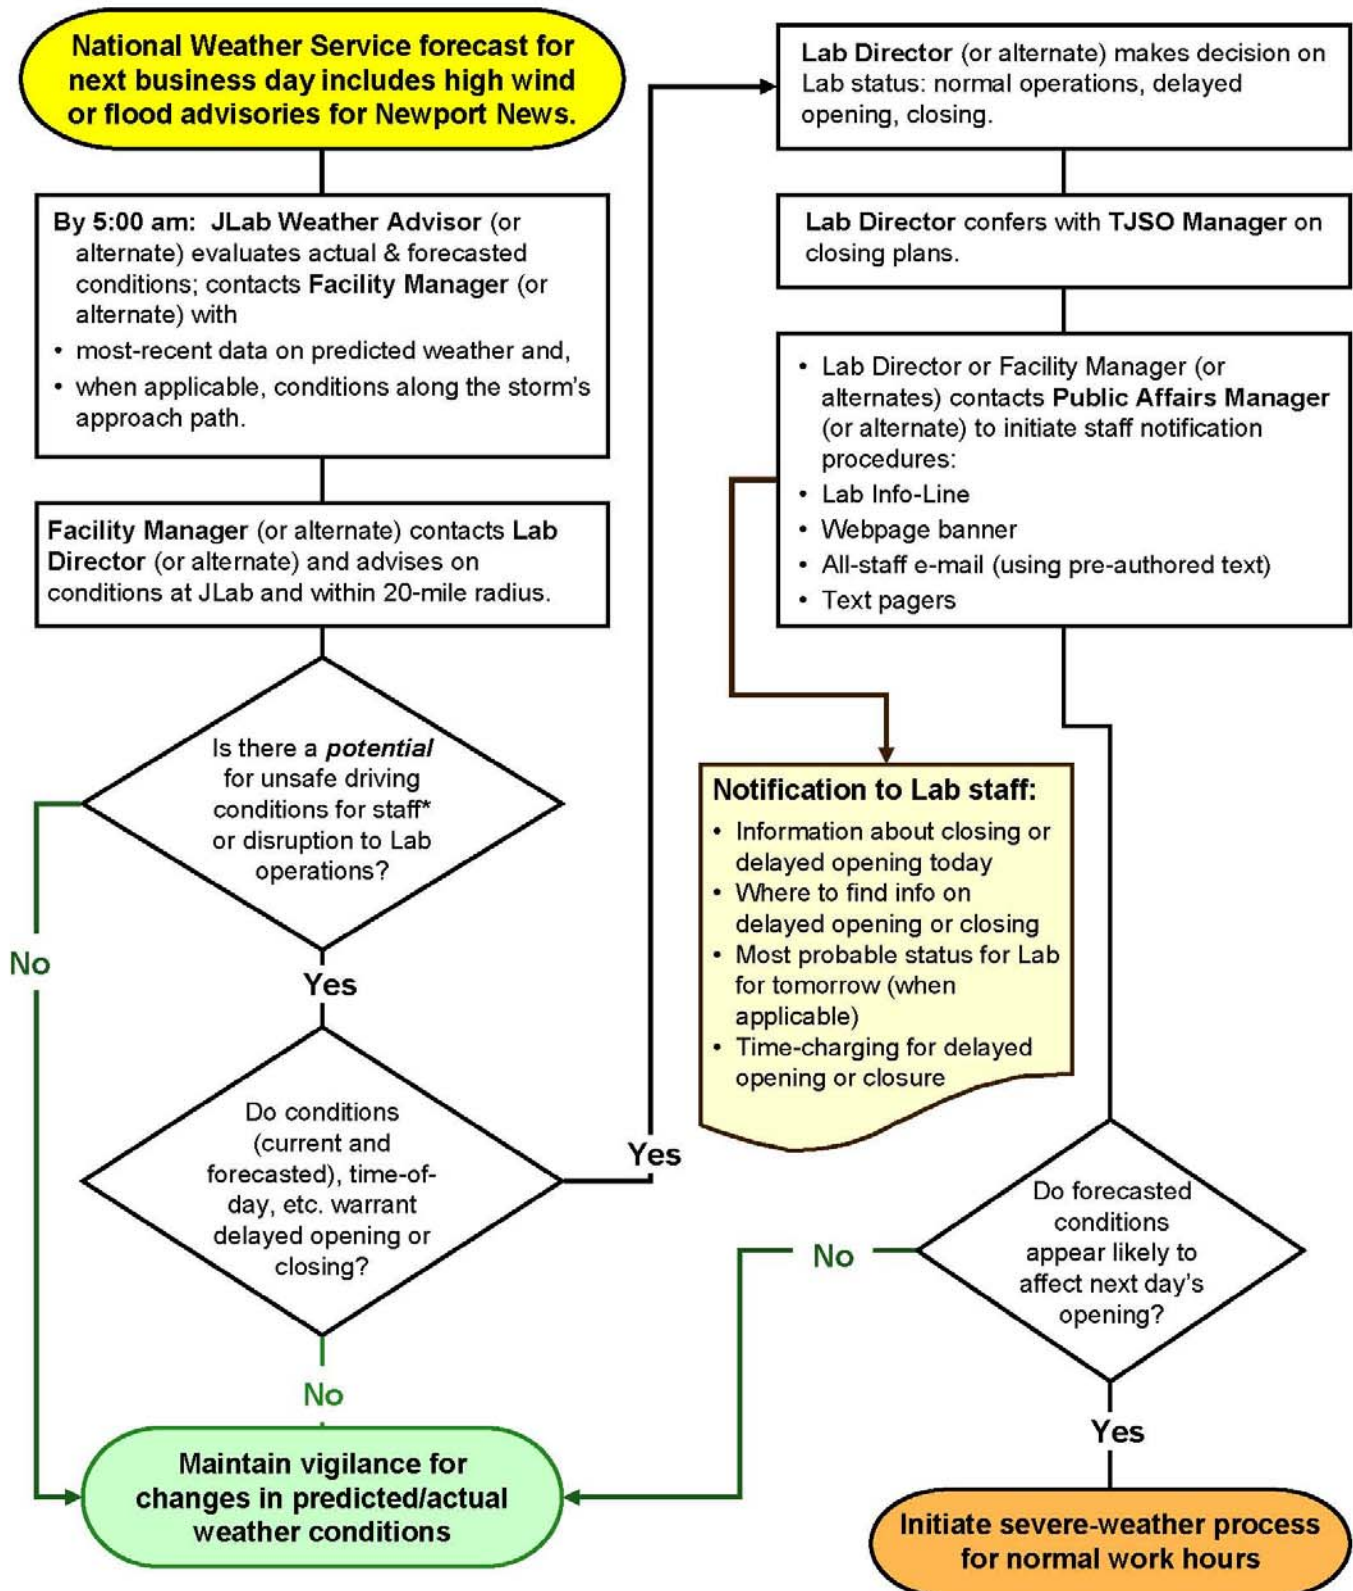 National Weather Service forecast for
next business day includes high wind
or flood advisories for Newport News.
By 5:00 am: JLab Weather Advisor (or
alternate) evaluates actual & forecasted
conditions; contacts Facility Manager (or
alternate) with
• most-recent data on predicted weather and,
• when applicable, conditions along the storm's
approach path.
Facility Manager (or alternate) contacts Lab
Director (or alternate) and advises on
conditions at JLab and within 20-mile radius.
Is there a potential
for unsafe driving
conditions for staff*
or disruption to Lab
operations?
No
Yes
Do conditions
(current and
forecasted), time-of-
day, etc. warrant
delayed opening or
closing?
Yes
No
Maintain vigilance for
changes in predicted/actual
weather conditions
Lab Director (or alternate) makes decision on
Lab status: normal operations, delayed
opening, closing.
Lab Director confers with TJSO Manager on
closing plans.
• Lab Director or Facility Manager (or
alternates) contacts Public Affairs Manager
(or alternate) to initiate staff notification
procedures:
• Lab Info-Line
• Webpage banner
• All-staff e-mail (using pre-authored text)
• Text pagers
Notification to Lab staff:
• Information about closing or
delayed opening today
• Where to find info on
delayed opening or closing
• Most probable status for Lab
for tomorrow (when
applicable)
• Time-charging for delayed
opening or closure
Do forecasted
conditions
appear likely to
affect next day's
opening?
No
Yes
Initiate severe-weather process
for normal work hours